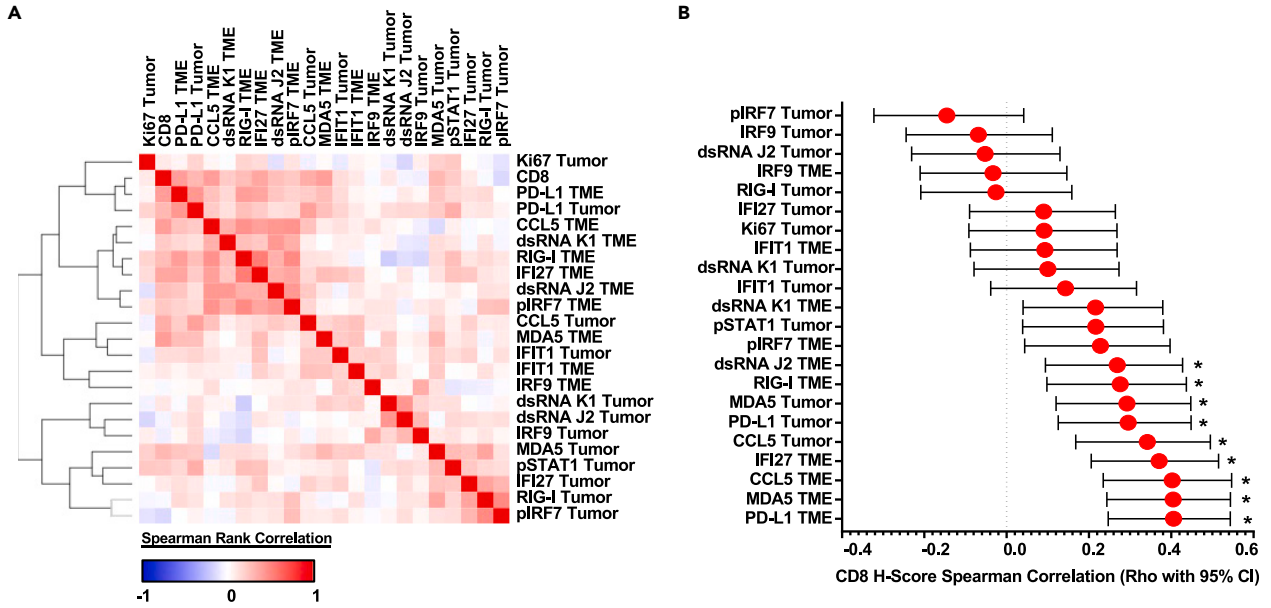 A
Ki67 Tumor
CD8
PD-L1 TME
PD-L1 Tumor
CCL5 TME
dsRNA K1 TME
RIG-I TME
IFI27 TME
dsRNA J2 TME
pIRF7 TME
CCL5 Tumor
MDA5 TME
IFIT1 Tumor
IFIT1 TME
IRF9 TME
dsRNA K1 Tumor
dsRNA J2 Tumor
IRF9 Tumor
MDA5 Tumor
pSTAT1 Tumor
IFI27 Tumor
RIG-I Tumor
pIRF7 Tumor
Ki67 Tumor
CD8
PD-L1 TME
PD-L1 Tumor
CCL5 TME
dsRNA K1 TME
RIG-I TME
IFI27 TME
dsRNA J2 TME
pIRF7 TME
CCL5 Tumor
MDA5 TME
IFIT1 Tumor
IFIT1 TME
IRF9 TME
dsRNA K1 Tumor
dsRNA J2 Tumor
IRF9 Tumor
MDA5 Tumor
pSTAT1 Tumor
IFI27 Tumor
RIG-I Tumor
pIRF7 Tumor
Spearman Rank Correlation
-1 0 1
B
pIRF7 Tumor
IRF9 Tumor
dsRNA J2 Tumor
IRF9 TME
RIG-I Tumor
IFI27 Tumor
Ki67 Tumor
IFIT1 TME
dsRNA K1 Tumor
IFIT1 Tumor
dsRNA K1 TME
pSTAT1 Tumor
pIRF7 TME
dsRNA J2 TME *
RIG-I TME *
MDA5 Tumor *
PD-L1 Tumor *
CCL5 Tumor *
IFI27 TME *
CCL5 TME *
MDA5 TME *
PD-L1 TME *
-0.4 -0.2 0.0 0.2 0.4 0.6
CD8 H-Score Spearman Correlation (Rho with 95% CI)